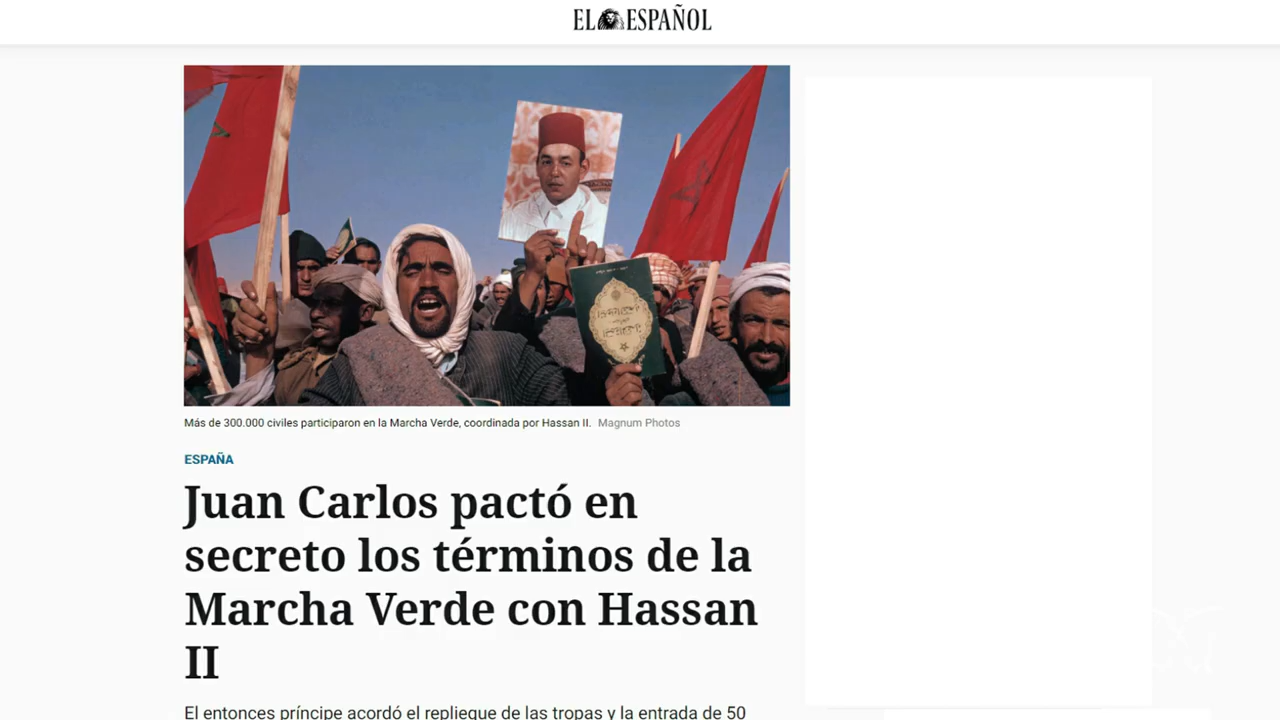 EL ESPAÑOL
Más de 300.000 civiles participaron en la Marcha Verde, coordinada por Hassan II. Magnum Photos
ESPAÑA
Juan Carlos pactó en
secreto los términos de la
Marcha Verde con Hassan
II
El entonces príncipe acordó el repliegue de las tropas y la entrada de 50